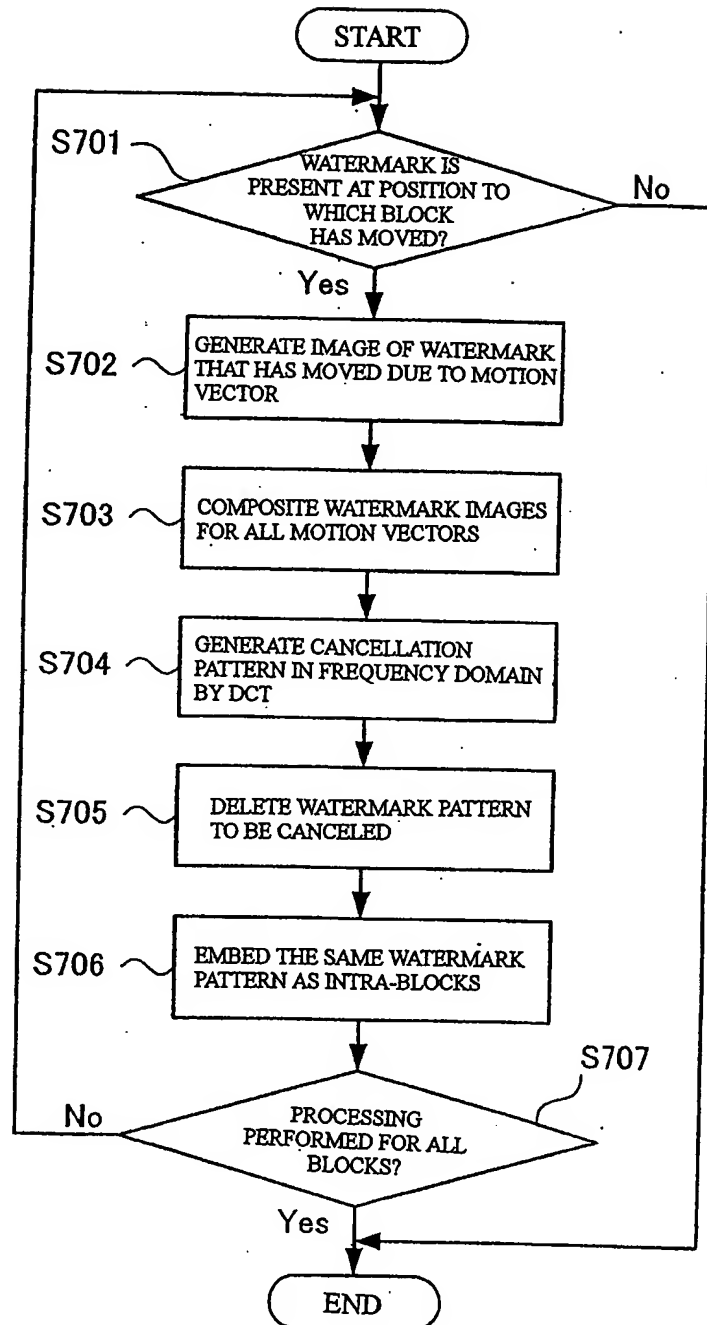 START
S701
WATERMARK IS
PRESENT AT POSITION TO
WHICH BLOCK
HAS MOVED?
No
Yes
S702
GENERATE IMAGE OF WATERMARK
THAT HAS MOVED DUE TO MOTION
VECTOR
S703
COMPOSITE WATERMARK IMAGES
FOR ALL MOTION VECTORS
S704
GENERATE CANCELLATION
PATTERN IN FREQUENCY DOMAIN
BY DCT
S705
DELETE WATERMARK PATTERN
TO BE CANCELED
S706
EMBED THE SAME WATERMARK
PATTERN AS INTRA-BLOCKS
S707
No
PROCESSING
PERFORMED FOR ALL
BLOCKS?
Yes
END